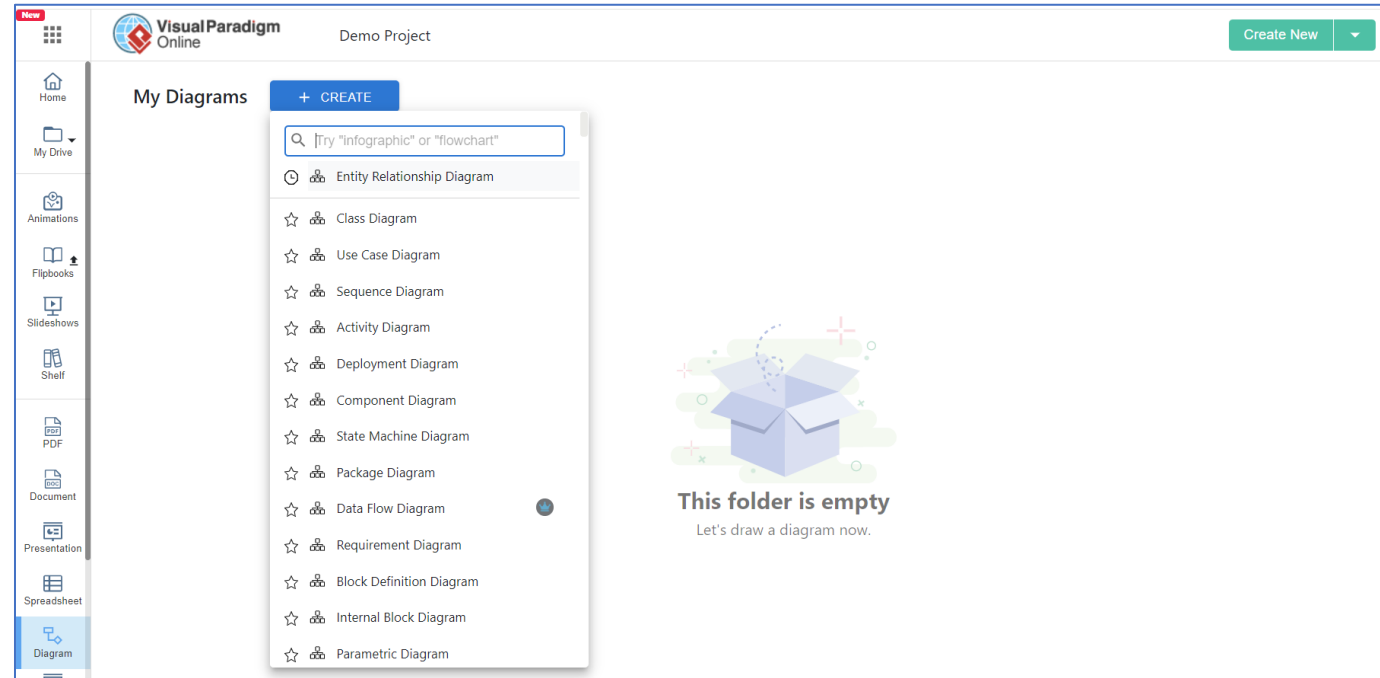 New
Visual Paradigm
Online
Demo Project
Create New
Home
My Drive
Animations
Flipbooks
Slideshows
Shelf
PDF
PDF
DOC
Document
Presentation
Spreadsheet
Diagram
My Diagrams
+ CREATE
Try "infographic" or "flowchart"
Entity Relationship Diagram
Class Diagram
Use Case Diagram
Sequence Diagram
Activity Diagram
Deployment Diagram
Component Diagram
State Machine Diagram
Package Diagram
Data Flow Diagram
Requirement Diagram
Block Definition Diagram
Internal Block Diagram
Parametric Diagram
This folder is empty
Let's draw a diagram now.